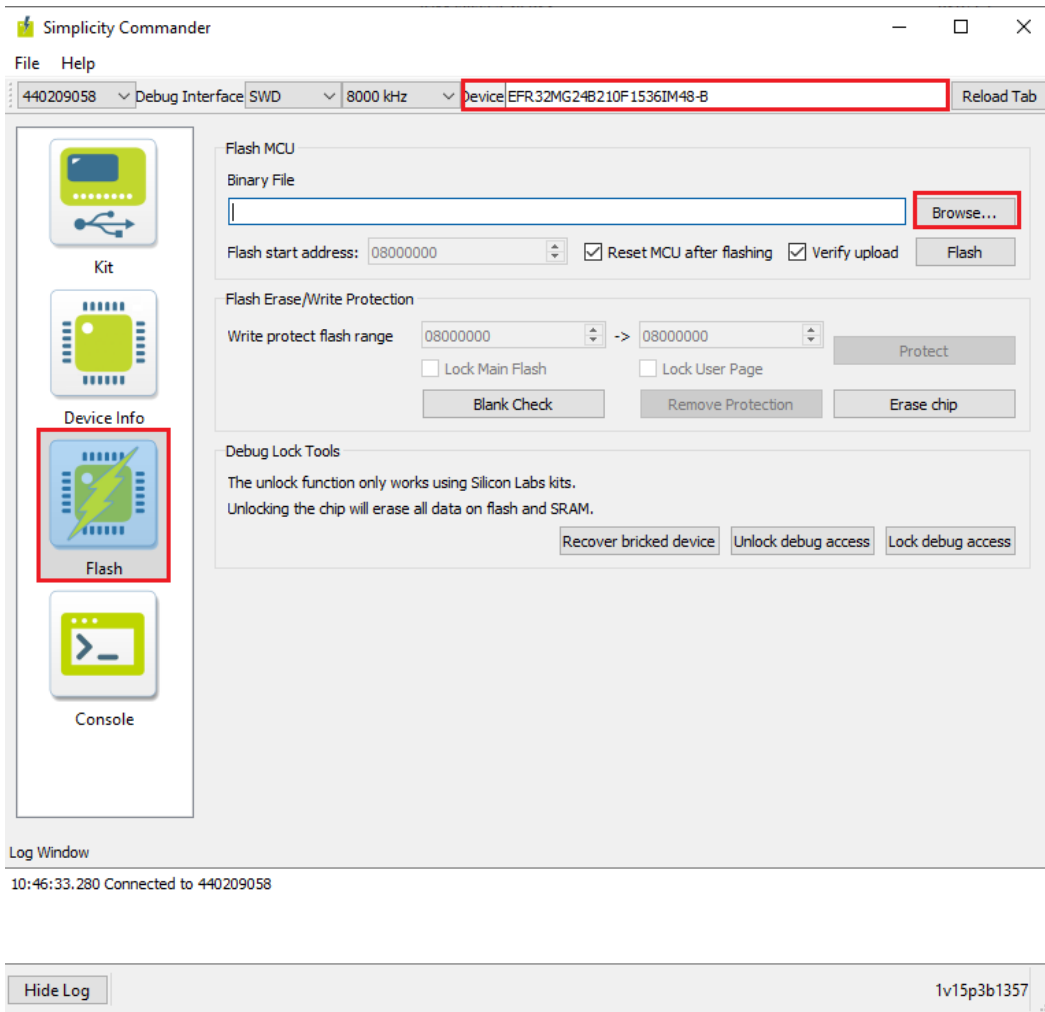 Simplicity Commander
File Help
440209058 Debug Interface SWD 8000 kHz Device EFR32MG24B210F1536IM48-B Reload Tab
Kit
Device Info
Flash
Console
Flash MCU
Binary File
Browse...
Flash start address: 08000000 Reset MCU after flashing Verify upload Flash
Flash Erase/Write Protection
Write protect flash range 08000000 -> 08000000 Protect
Lock Main Flash Lock User Page
Blank Check Remove Protection Erase chip
Debug Lock Tools
The unlock function only works using Silicon Labs kits.
Unlocking the chip will erase all data on flash and SRAM.
Recover bricked device Unlock debug access Lock debug access
Log Window
10:46:33.280 Connected to 440209058
Hide Log 1v15p3b1357